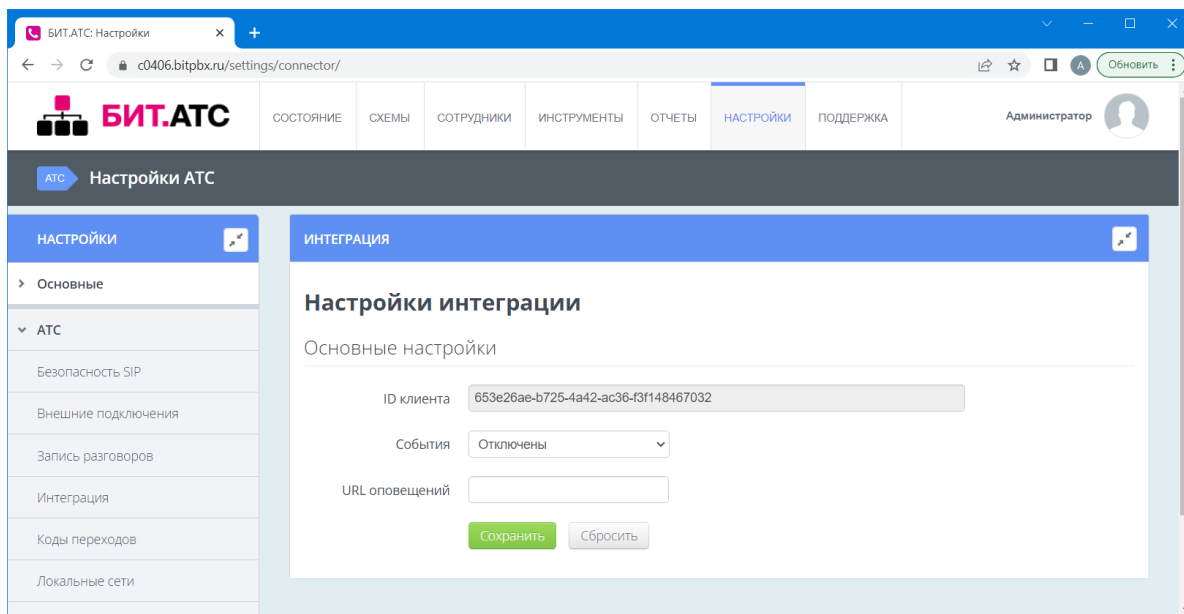 БИТ.АТС: Настройки
c0406.bitpbx.ru/settings/connector/
A
Обновить
БИТ.АТС
СОСТОЯНИЕ СХЕМЫ СОТРУДНИКИ ИНСТРУМЕНТЫ ОТЧЕТЫ НАСТРОЙКИ ПОДДЕРЖКА Администратор
АТС Настройки АТС
НАСТРОЙКИ
Основные
АТС
Безопасность SIP
Внешние подключения
Запись разговоров
Интеграция
Коды переходов
Локальные сети
ИНТЕГРАЦИЯ
Настройки интеграции
Основные настройки
ID клиента 653e26ae-b725-4a42-ac36-f3f148467032
События Отключены
URL оповещений
Сохранить Сбросить